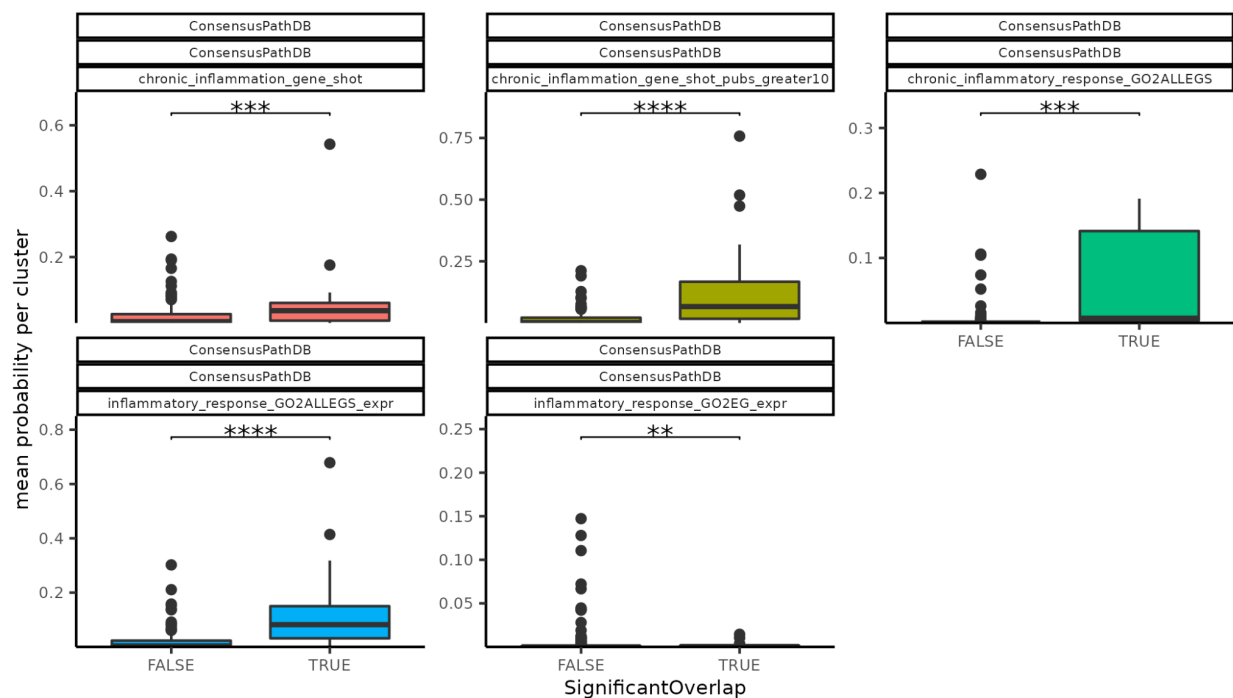 ConsensusPathDB
ConsensusPathDB
chronic_inflammation_gene_shot
ConsensusPathDB
ConsensusPathDB
chronic_inflammation_gene_shot_pubs_greater10
ConsensusPathDB
ConsensusPathDB
chronic_inflammatory_response_GO2ALLEGS
***
0.6
0.4
0.2
****
0.75
0.50
0.25
***
0.3
0.2
0.1
FALSE
TRUE
ConsensusPathDB
ConsensusPathDB
inflammatory_response_GO2ALLEGS_expr
ConsensusPathDB
ConsensusPathDB
inflammatory_response_GO2EG_expr
****
0.8
0.6
0.4
0.2
FALSE
TRUE
**
0.25
0.20
0.15
0.10
0.05
FALSE
TRUE
mean probability per cluster
SignificantOverlap